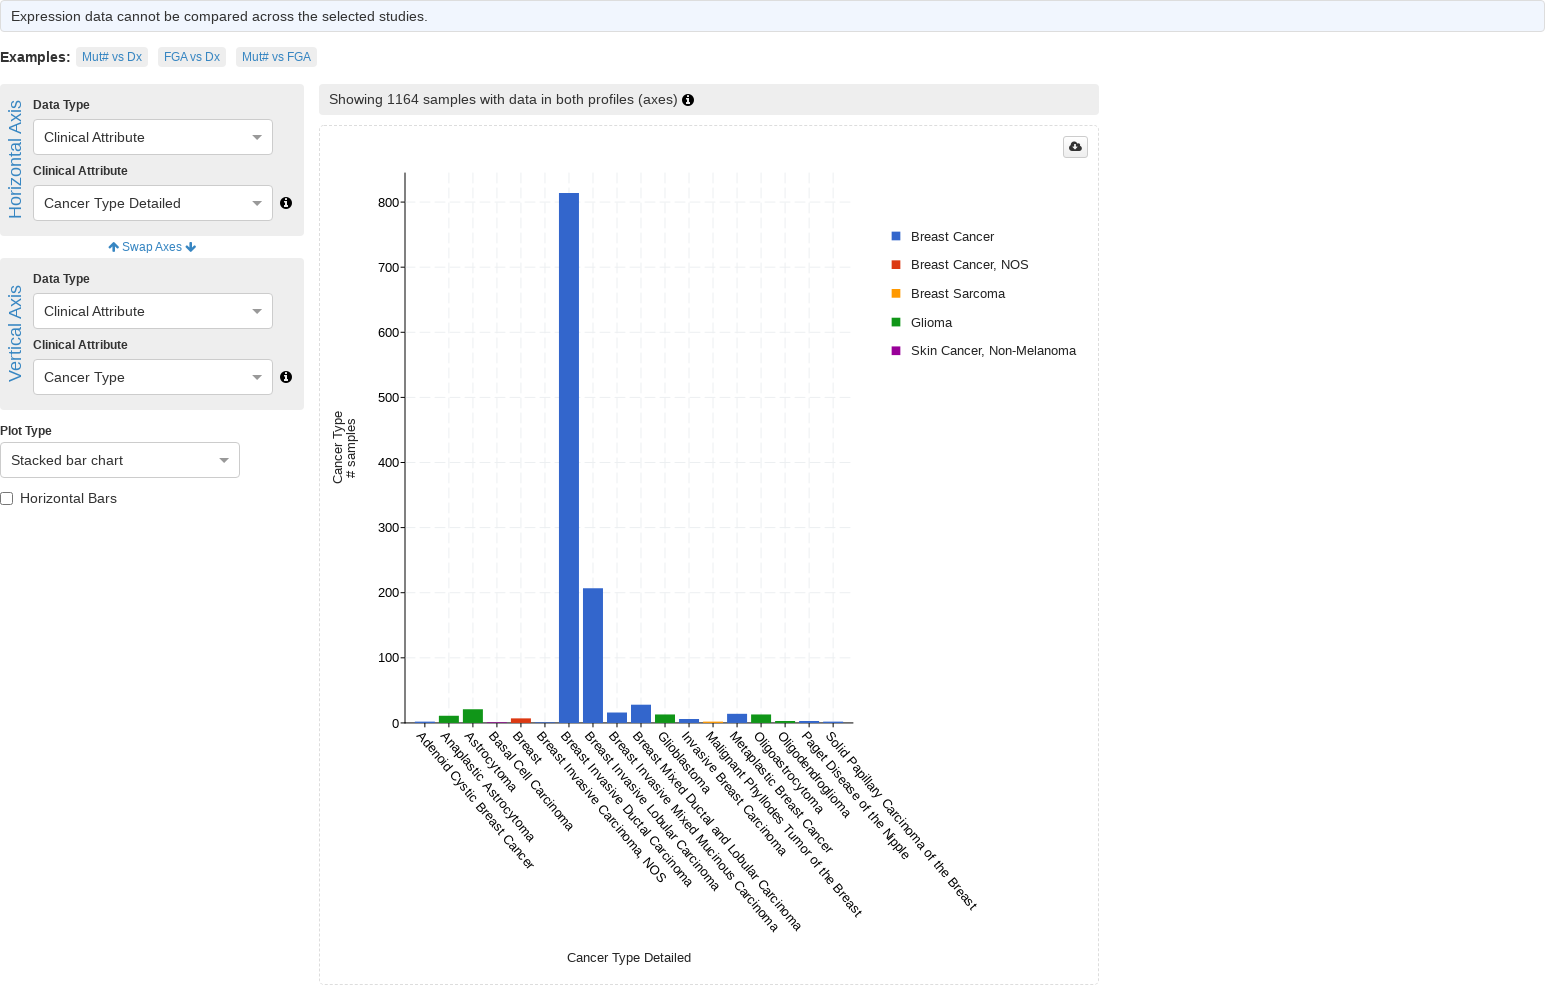 Expression data cannot be compared across the selected studies.
Examples: Mut# vs Dx FGA vs Dx Mut# vs FGA
Horizontal Axis
Data Type
Clinical Attribute
Clinical Attribute
Cancer Type Detailed
Swap Axes
Vertical Axis
Data Type
Clinical Attribute
Clinical Attribute
Cancer Type
Plot Type
Stacked bar chart
Horizontal Bars
Showing 1164 samples with data in both profiles (axes)
Cancer Type
# samples
800
700
600
500
400
300
200
100
0
Breast Cancer
Breast Cancer, NOS
Breast Sarcoma
Glioma
Skin Cancer, Non-Melanoma
Adenoid Cystic Breast Cancer
Anaplastic Astrocytoma
Astrocytoma
Basal Cell Carcinoma
Breast
Breast Invasive Carcinoma, NOS
Breast Invasive Ductal Carcinoma
Breast Invasive Lobular Carcinoma
Breast Invasive Mixed Mucinous Carcinoma
Breast Mixed Ductal and Lobular Carcinoma
Glioblastoma
Invasive Breast Carcinoma
Malignant Phyllodes Tumor of the Breast
Metaplastic Breast Cancer
Oligoastrocytoma
Oligodendroglioma
Paget Disease of the Nipple
Solid Papillary Carcinoma of the Breast
Cancer Type Detailed